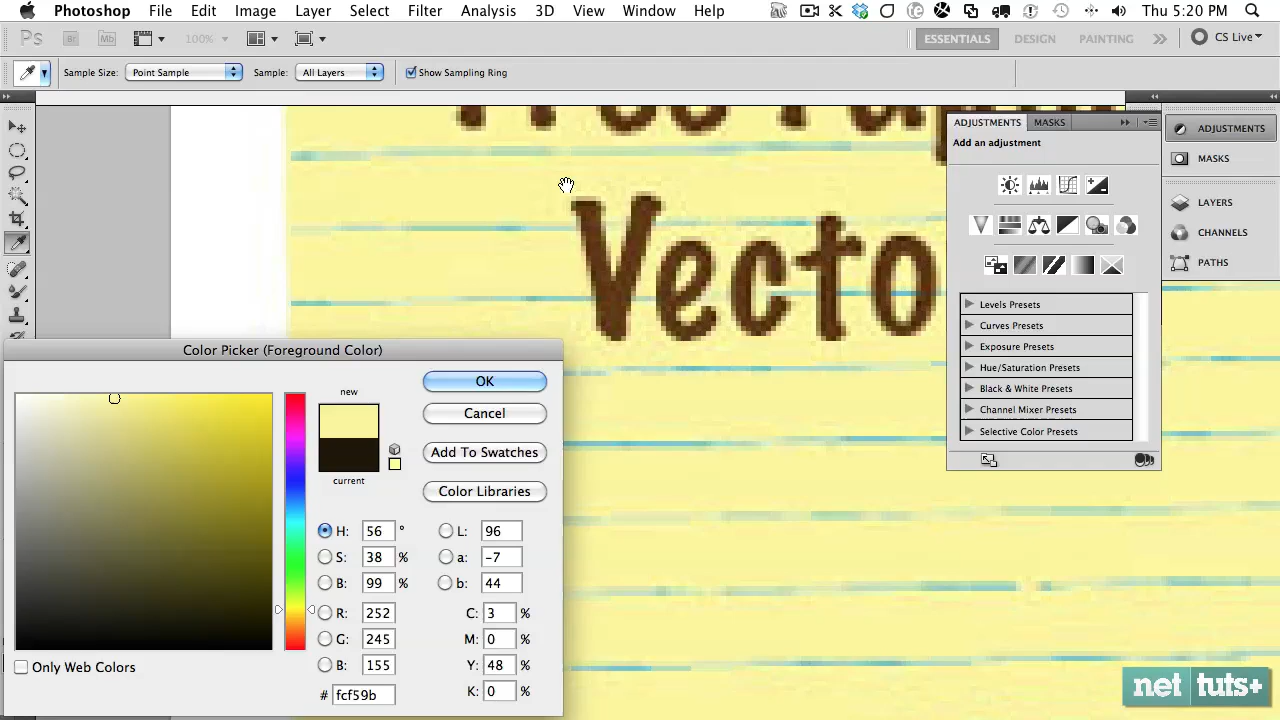 Photoshop File Edit Image Layer Select Filter Analysis 3D View Window Help Thu 5:20 PM
Ps Br Mb 100% ESSENTIALS DESIGN PAINTING CS Live
Sample Size: Point Sample Sample: All Layers Show Sampling Ring
ADJUSTMENTS MASKS
Add an adjustment
Levels Presets
Curves Presets
Exposure Presets
Hue/Saturation Presets
Black & White Presets
Channel Mixer Presets
Selective Color Presets
ADJUSTMENTS
MASKS
LAYERS
CHANNELS
PATHS
Vecto
Color Picker (Foreground Color)
new
current
OK
Cancel
Add To Swatches
Color Libraries
H: 56 °
S: 38 %
B: 99 %
R: 252
G: 245
B: 155
# fcf59b
L: 96
a: -7
b: 44
C: 3 %
M: 0 %
Y: 48 %
K: 0 %
Only Web Colors
net tuts+